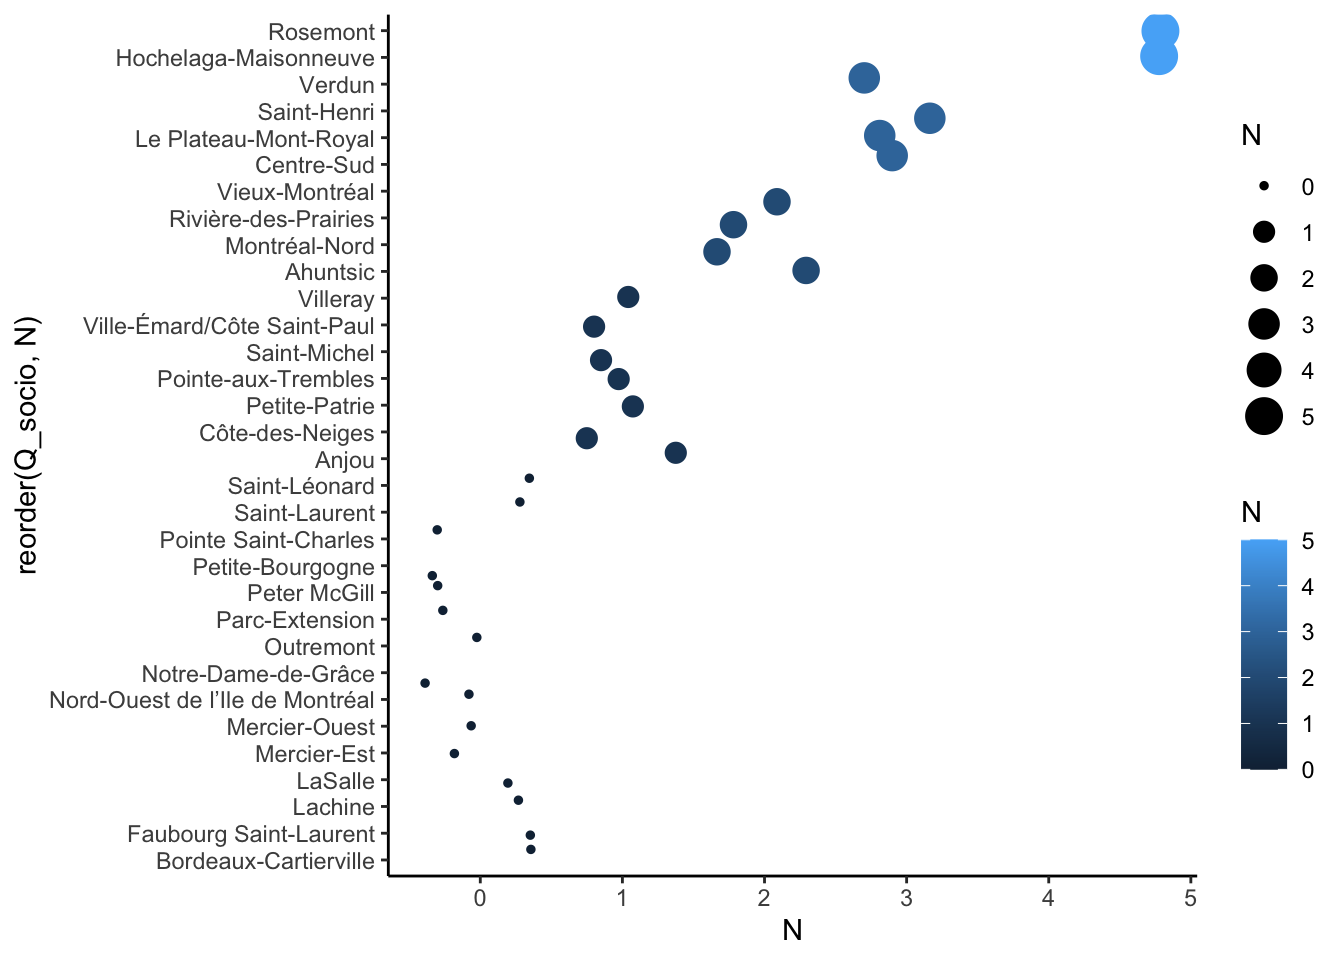 Rosemont
Hochelaga-Maisonneuve
Verdun
Saint-Henri
Le Plateau-Mont-Royal
Centre-Sud
Vieux-Montréal
Rivière-des-Prairies
Montréal-Nord
Ahuntsic
Villeray
Ville-Émard/Côte Saint-Paul
Saint-Michel
Pointe-aux-Trembles
Petite-Patrie
Côte-des-Neiges
Anjou
Saint-Léonard
Saint-Laurent
Pointe Saint-Charles
Petite-Bourgogne
Peter McGill
Parc-Extension
Outremont
Notre-Dame-de-Grâce
Nord-Ouest de l’Ile de Montréal
Mercier-Ouest
Mercier-Est
LaSalle
Lachine
Faubourg Saint-Laurent
Bordeaux-Cartierville
reorder(Q_socio, N)
0 1 2 3 4 5
N
N
0
1
2
3
4
5
N
5
4
3
2
1
0